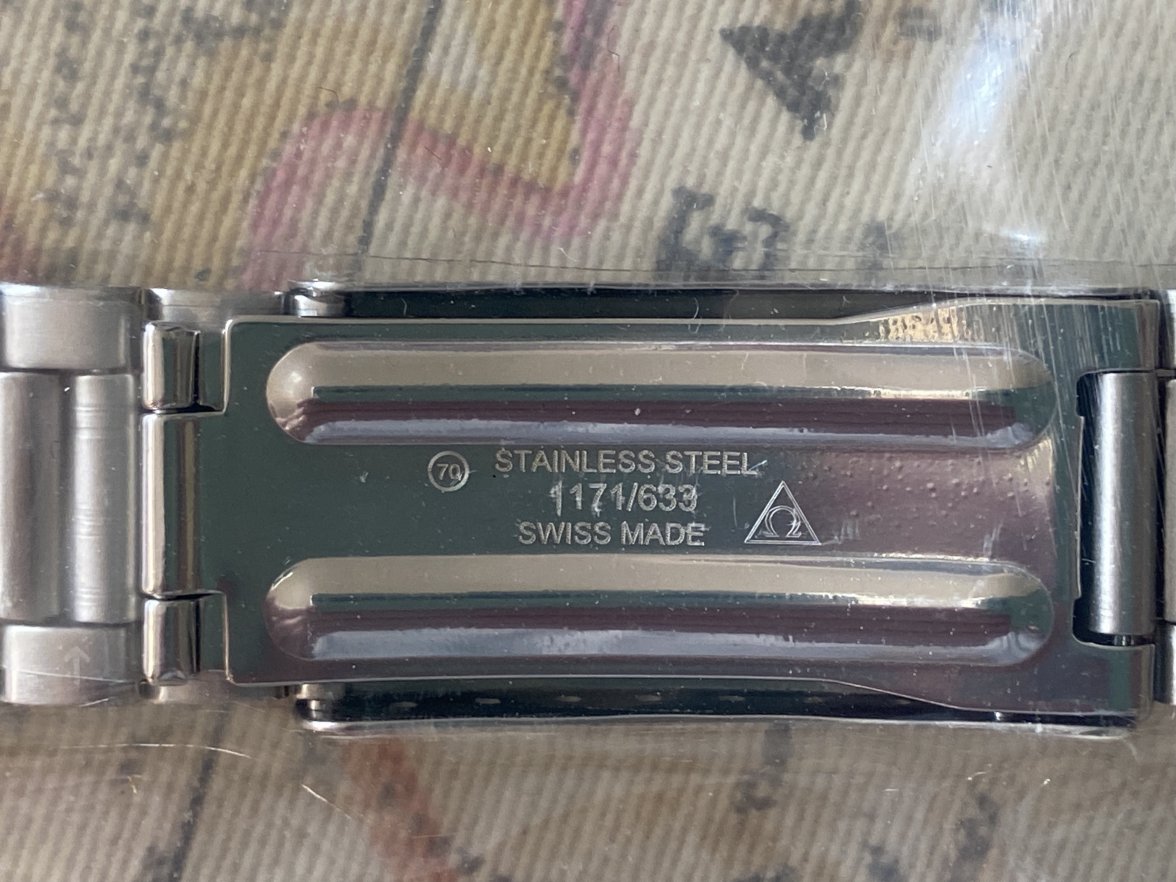 70 STAINLESS STEEL
1171/633
SWISS MADE Ω